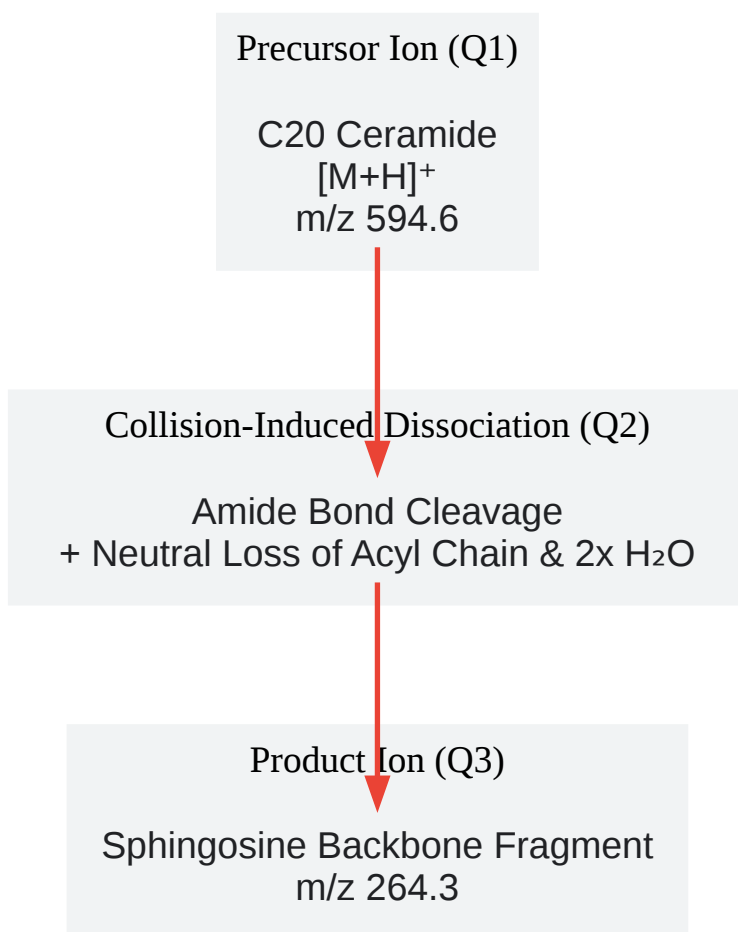 Precursor Ion (Q1)
C20 Ceramide
[M+H]⁺
m/z 594.6
Collision-Induced Dissociation (Q2)
Amide Bond Cleavage
+ Neutral Loss of Acyl Chain & 2x H₂O
Product Ion (Q3)
Sphingosine Backbone Fragment
m/z 264.3